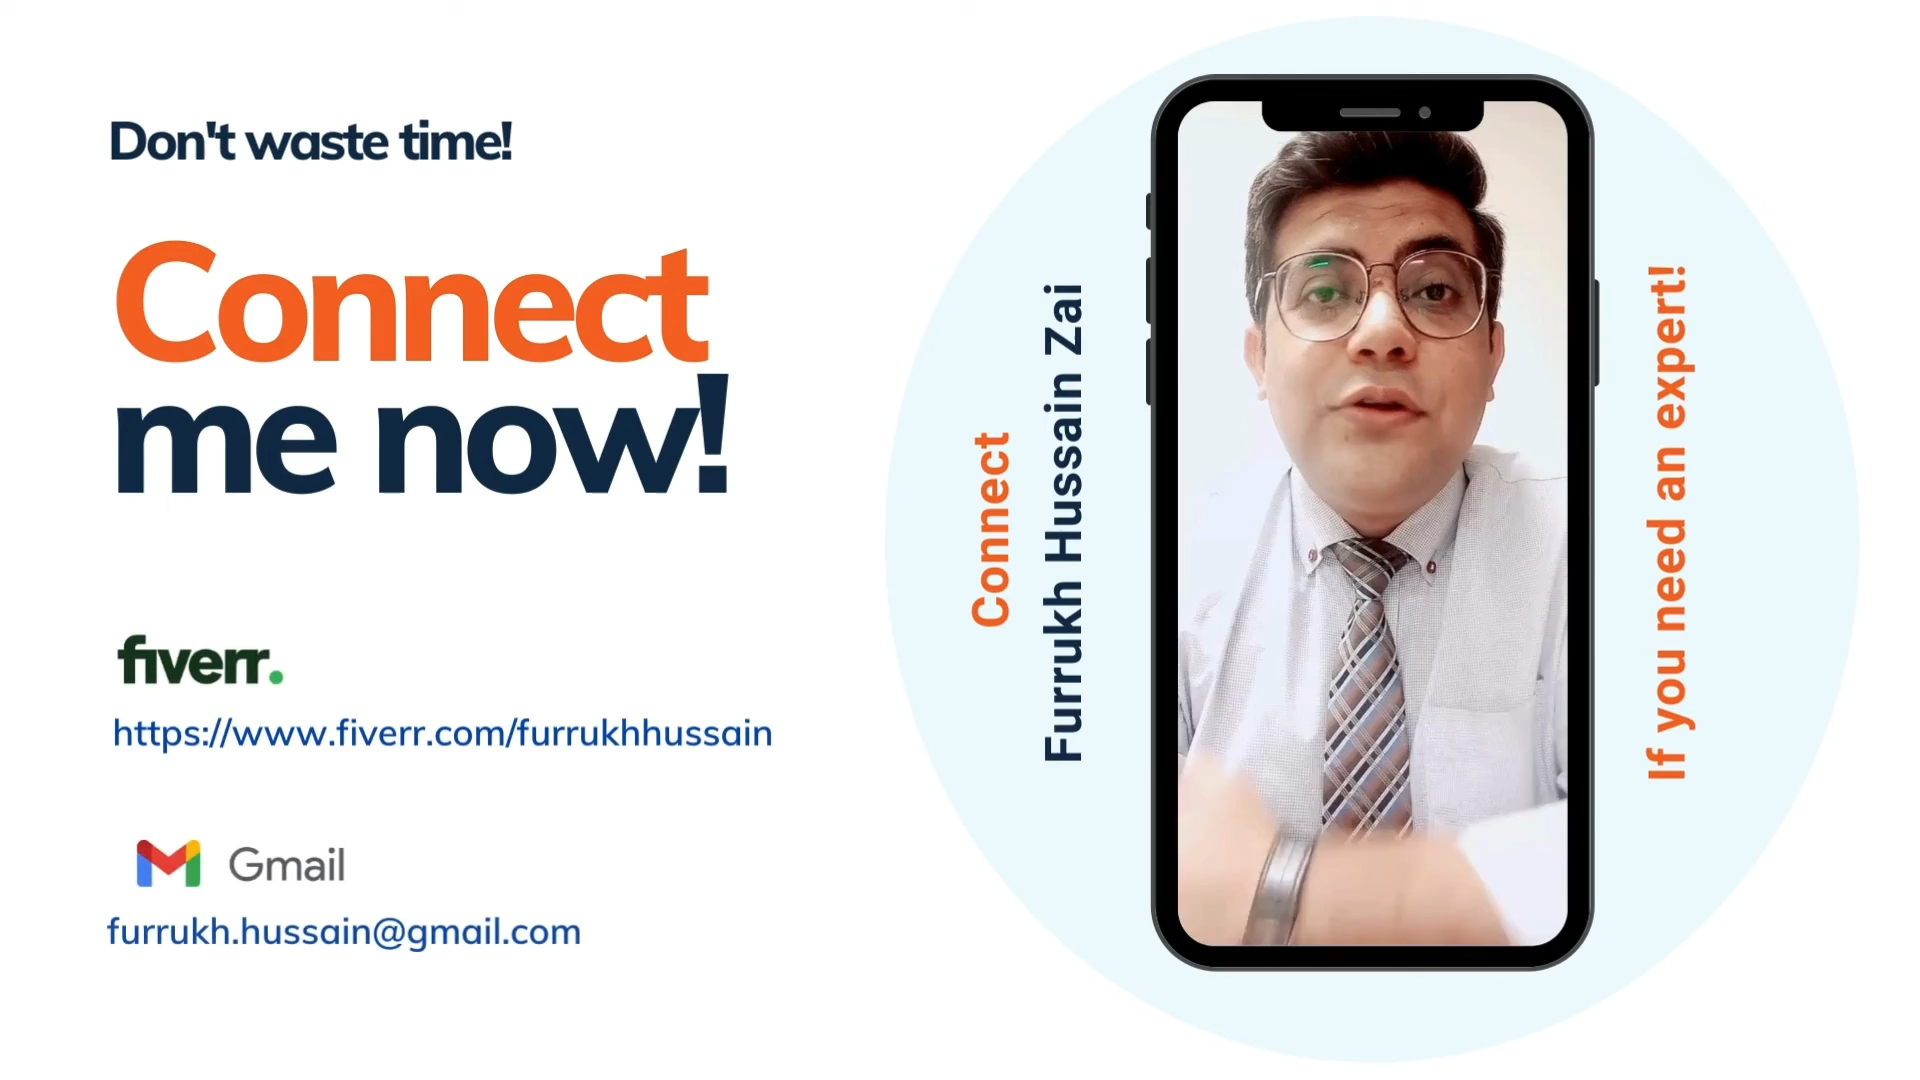 Don't waste time!
Connect
me now!
fiverr.
https://www.fiverr.com/furrukhhussain
Gmail
furrukh.hussain@gmail.com
Connect
Furrukh Hussain Zai
If you need an expert!